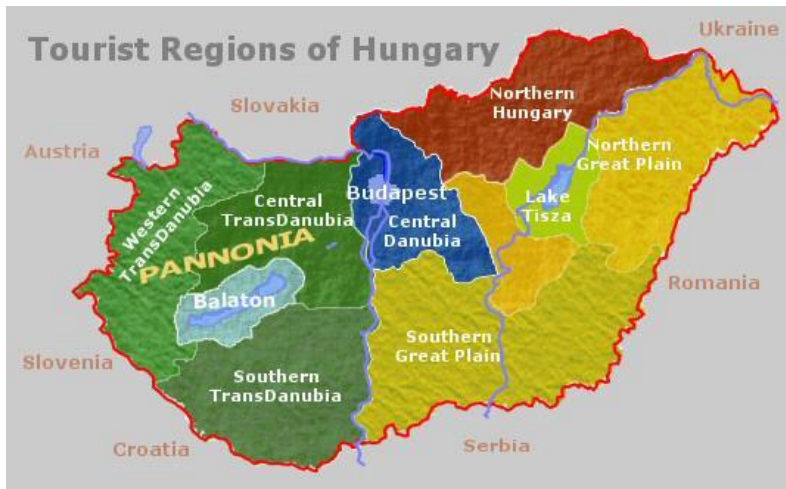 Tourist Regions of Hungary
Ukraine
Slovakia
Austria
Northern
Hungary
Northern
Great Plain
Western
TransDanubia
Central
TransDanubia
PANNONIA
Budapest
Central
Danubia
Lake
Tisza
Balaton
Romania
Southern
Great Plain
Slovenia
Southern
TransDanubia
Croatia
Serbia